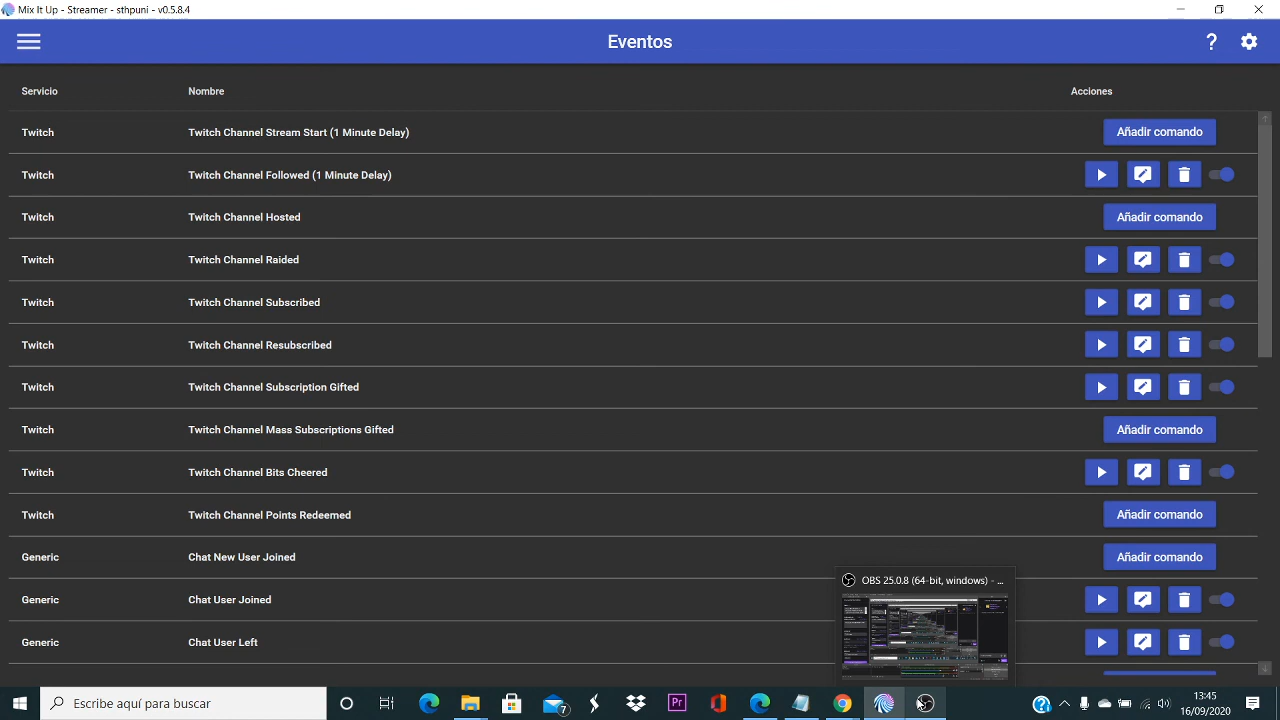 Mix It Up - Streamer - sthpuni - v0.5.8.4
Eventos
?
Servicio Nombre Acciones
Twitch Twitch Channel Stream Start (1 Minute Delay) Añadir comando
Twitch Twitch Channel Followed (1 Minute Delay)
Twitch Twitch Channel Hosted Añadir comando
Twitch Twitch Channel Raided
Twitch Twitch Channel Subscribed
Twitch Twitch Channel Resubscribed
Twitch Twitch Channel Subscription Gifted
Twitch Twitch Channel Mass Subscriptions Gifted Añadir comando
Twitch Twitch Channel Bits Cheered
Twitch Twitch Channel Points Redeemed Añadir comando
Generic Chat New User Joined Añadir comando
OBS 25.0.8 (64-bit, windows) - ...
Generic Chat User Joined
Generic Chat User Left
Escribe aquí para buscar
7
Pr
?
13:45
16/09/2020